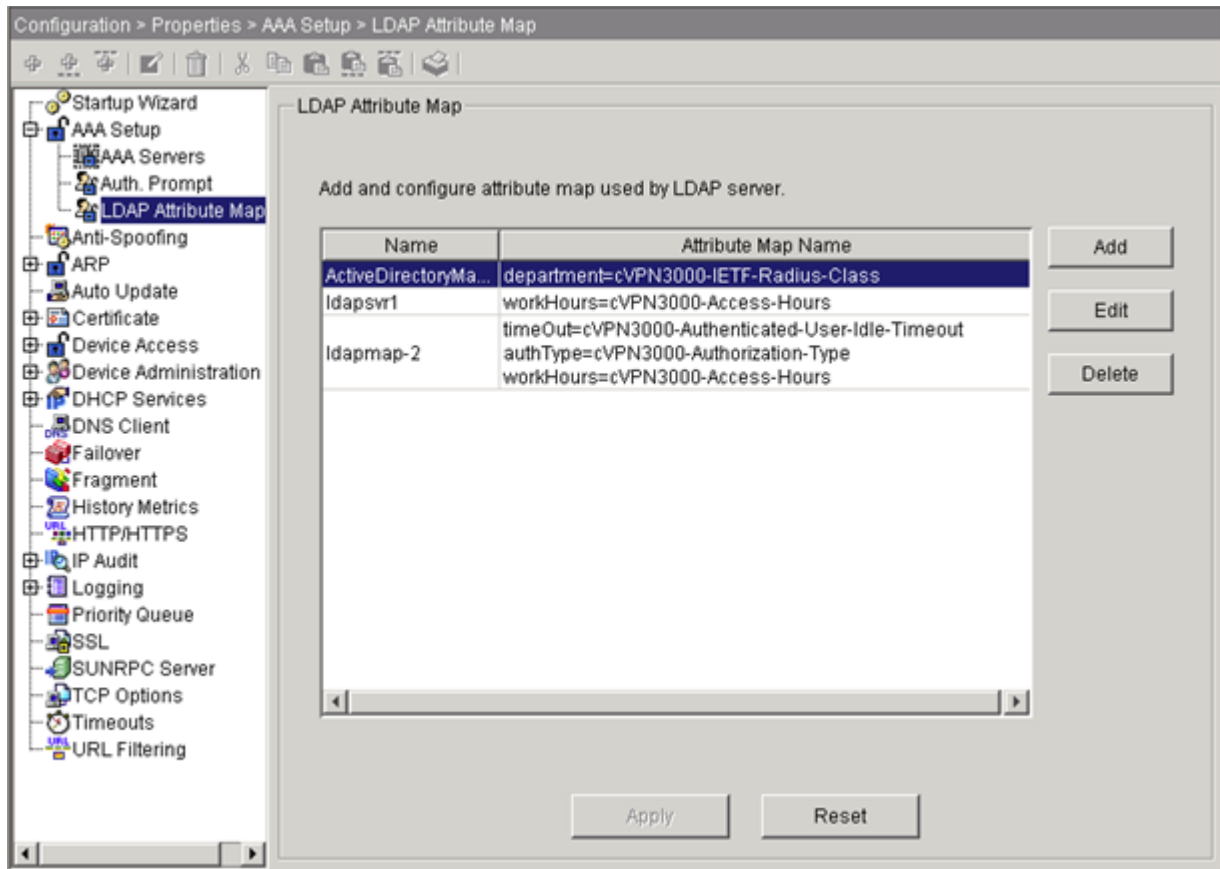 Configuration > Properties > AAA Setup > LDAP Attribute Map
Startup Wizard
AAA Setup
AAA Servers
Auth. Prompt
LDAP Attribute Map
Anti-Spoofing
ARP
Auto Update
Certificate
Device Access
Device Administration
DHCP Services
DNS Client
Failover
Fragment
History Metrics
HTTP/HTTPS
IP Audit
Logging
Priority Queue
SSL
SUNRPC Server
TCP Options
Timeouts
URL Filtering
LDAP Attribute Map
Add and configure attribute map used by LDAP server.
Name Attribute Map Name
ActiveDirectoryMa... department=cVPN3000-IETF-Radius-Class
ldapsvr1 workHours=cVPN3000-Access-Hours
timeOut=cVPN3000-Authenticated-User-Idle-Timeout
ldapmap-2 authType=cVPN3000-Authorization-Type
workHours=cVPN3000-Access-Hours
Add
Edit
Delete
Apply Reset